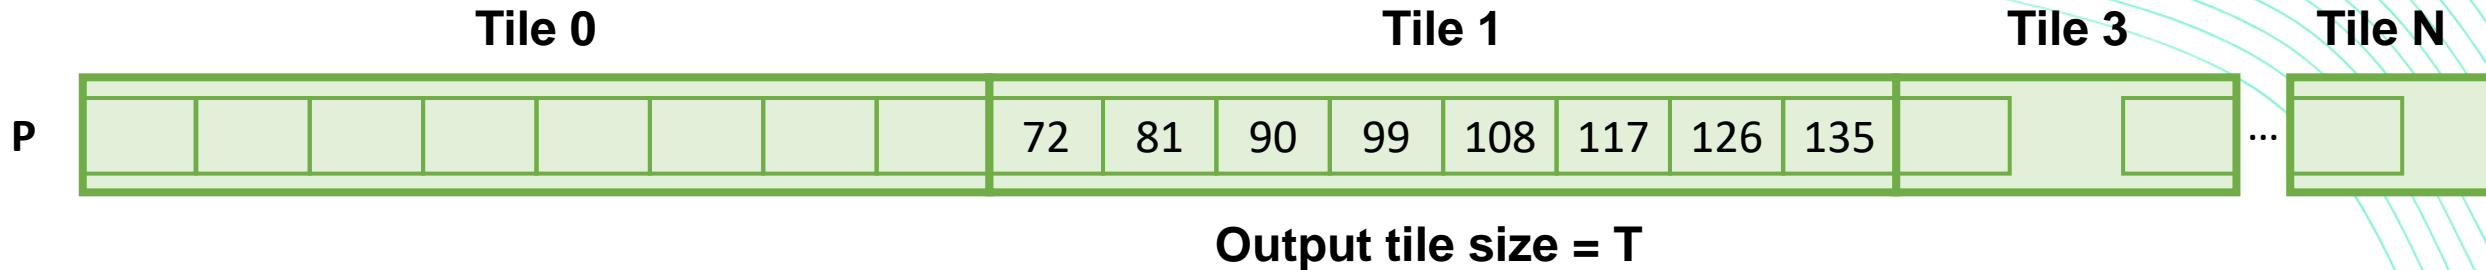 Tile 0 Tile 1 Tile 3 Tile N
P 72 81 90 99 108 117 126 135 ...
Output tile size = T